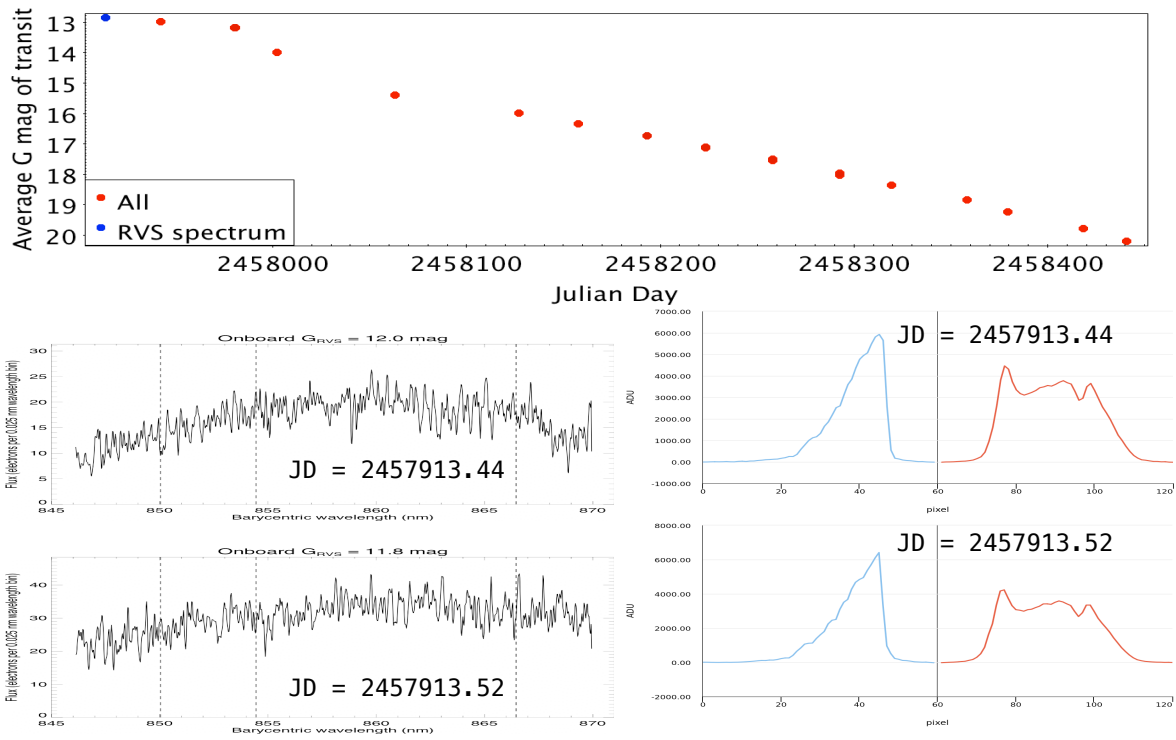 Average G mag of transit
13
14
15
16
17
18
19
20
All
RVS spectrum
2458000 2458100 2458200 2458300 2458400
Julian Day
Onboard GRVS = 12.0 mag
Flux (electrons per 0.025 nm wavelength bin)
30
25
20
15
10
5
0
JD = 2457913.44
845 850 855 860 865 870
Barycentric wavelength (nm)
7000.00
6000.00
5000.00
4000.00
3000.00
2000.00
1000.00
0.00
-1000.00
ADU
JD = 2457913.44
0 20 40 60 80 100 120
pixel
Onboard GRVS = 11.8 mag
Flux (electrons per 0.025 nm wavelength bin)
40
30
20
10
0
JD = 2457913.52
845 850 855 860 865 870
Barycentric wavelength (nm)
8000.00
6000.00
4000.00
2000.00
0.00
-2000.00
ADU
JD = 2457913.52
0 20 40 60 80 100 120
pixel